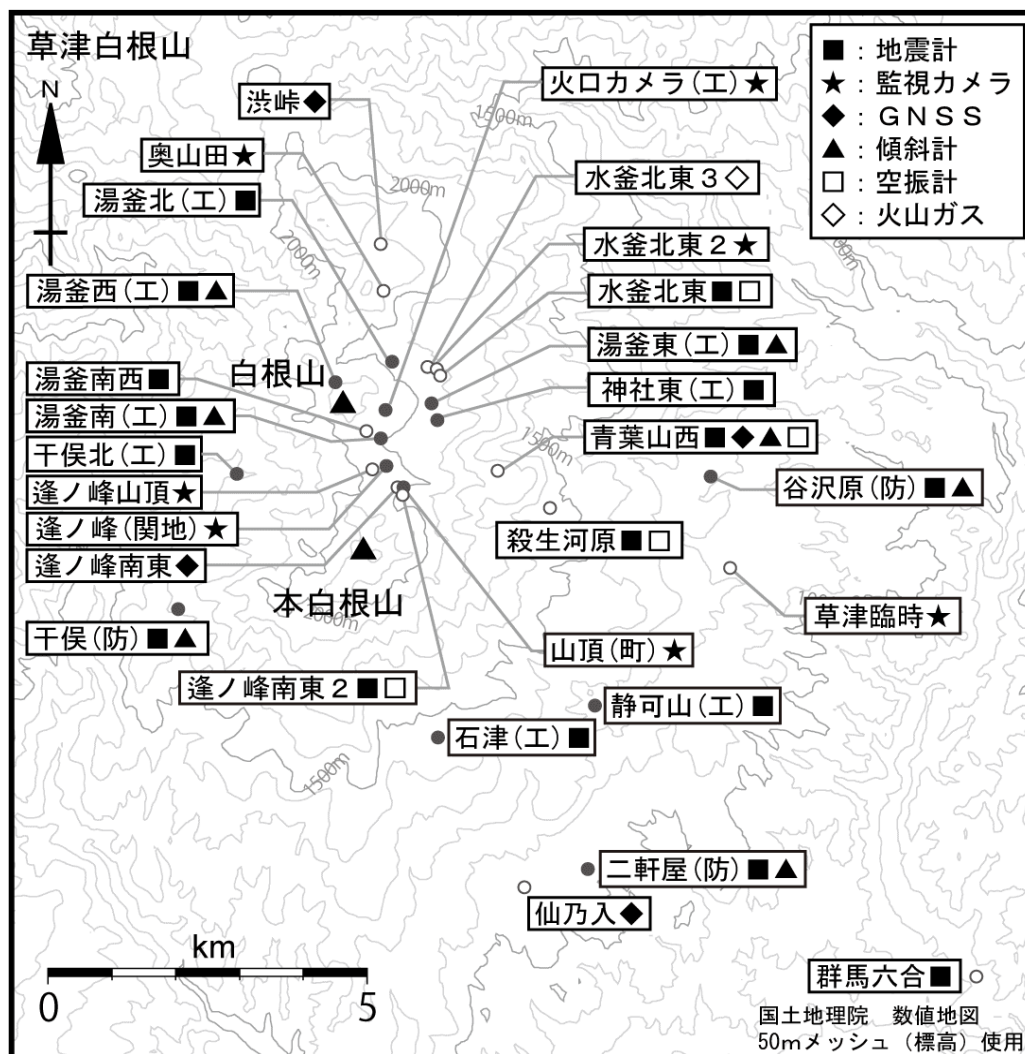 草津白根山
N
渋峠◆
奥山田★
湯釜北(工)■
湯釜西(工)■▲
湯釜南西■
湯釜南(工)■▲
干俣北(工)■
逢ノ峰山頂★
逢ノ峰(関地)★
逢ノ峰南東◆
干俣(防)■▲
逢ノ峰南東2■□
白根山
本白根山
火口カメラ(工)★
水釜北東3◇
水釜北東2★
水釜北東■□
湯釜東(工)■▲
神社東(工)■
青葉山西■◆▲□
殺生河原■□
谷沢原(防)■▲
草津臨時★
山頂(町)★
静可山(工)■
石津(工)■
二軒屋(防)■▲
仙乃入◆
群馬六合■
■:地震計
★:監視カメラ
◆:GNSS
▲:傾斜計
□:空振計
◇:火山ガス
1500m
2000m
2000m
1500m
2000m
1500m
km
0 5
国土地理院 数値地図
50mメッシュ(標高)使用